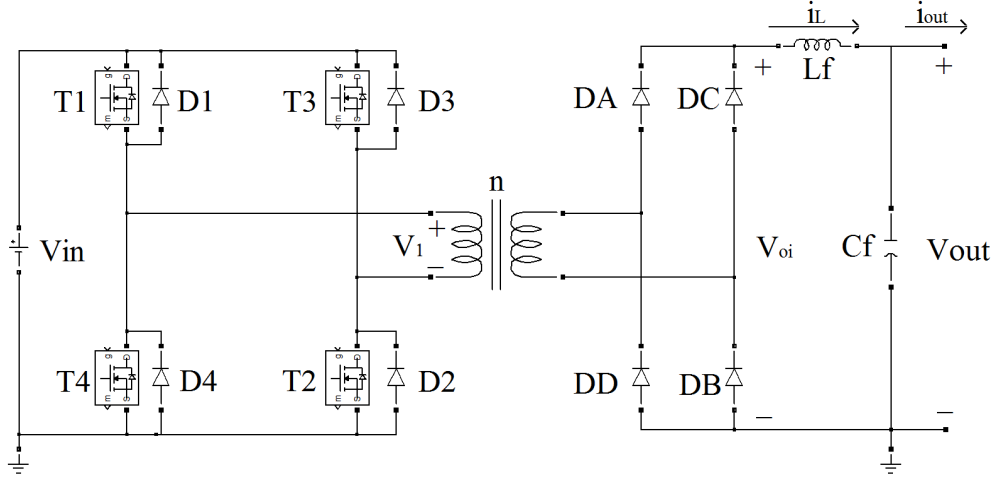 iL
iout
+
Lf
+
g
D
m
s
T1
D1
g
D
m
s
T3
D3
DA
DC
n
Vin
V1
+
−
Voi
Cf
Vout
g
D
m
s
T4
D4
g
D
m
s
T2
D2
DD
DB
−
−